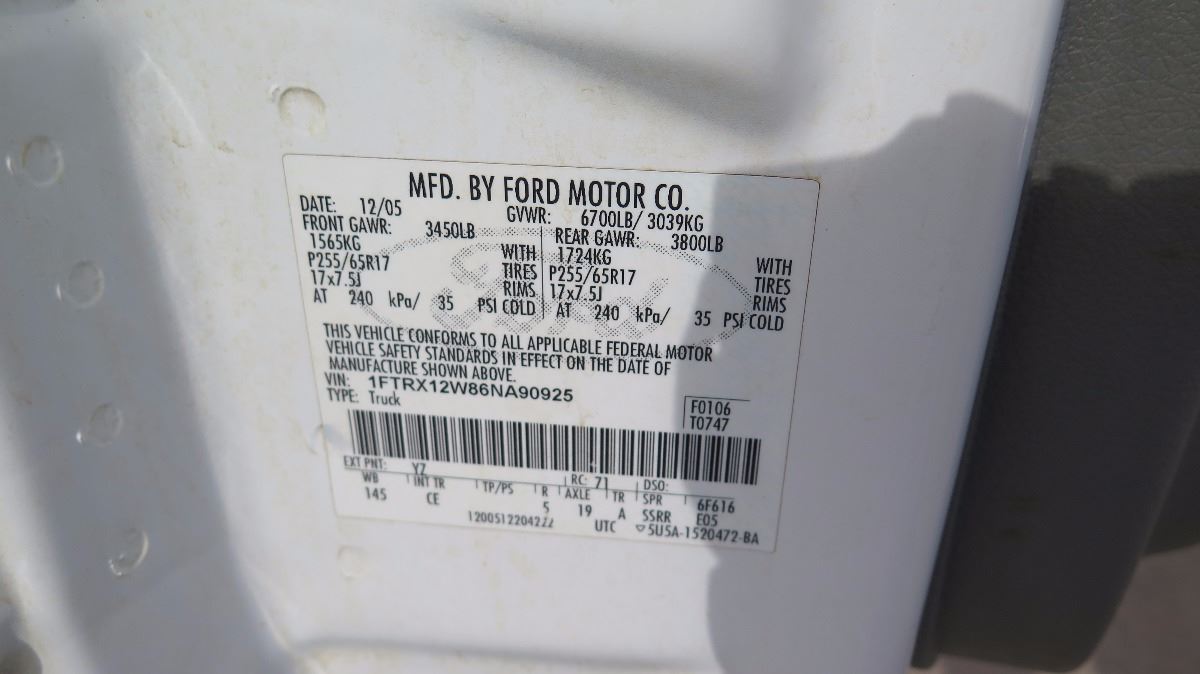 MFD. BY FORD MOTOR CO.
DATE: 12/05 GVWR: 6700LB/ 3039KG
FRONT GAWR: 3450LB REAR GAWR: 3800LB
1565KG WITH 1724KG WITH
P255/65R17 TIRES P255/65R17 TIRES
17x7.5J RIMS 17x7.5J RIMS
AT 240 kPa/ 35 PSI COLD AT 240 kPa/ 35 PSI COLD
Ford
THIS VEHICLE CONFORMS TO ALL APPLICABLE FEDERAL MOTOR
VEHICLE SAFETY STANDARDS IN EFFECT ON THE DATE OF
MANUFACTURE SHOWN ABOVE.
VIN: 1FTRX12W86NA90925
TYPE: Truck
F0106
T0747
EXT PNT: YZ RC: 71 DSO:
WB INT TR TP/PS R AXLE TR SPR 6F616
145 CE 5 19 A SSRR E05
1200512204222 UTC ▽5U5A-1520472-BA